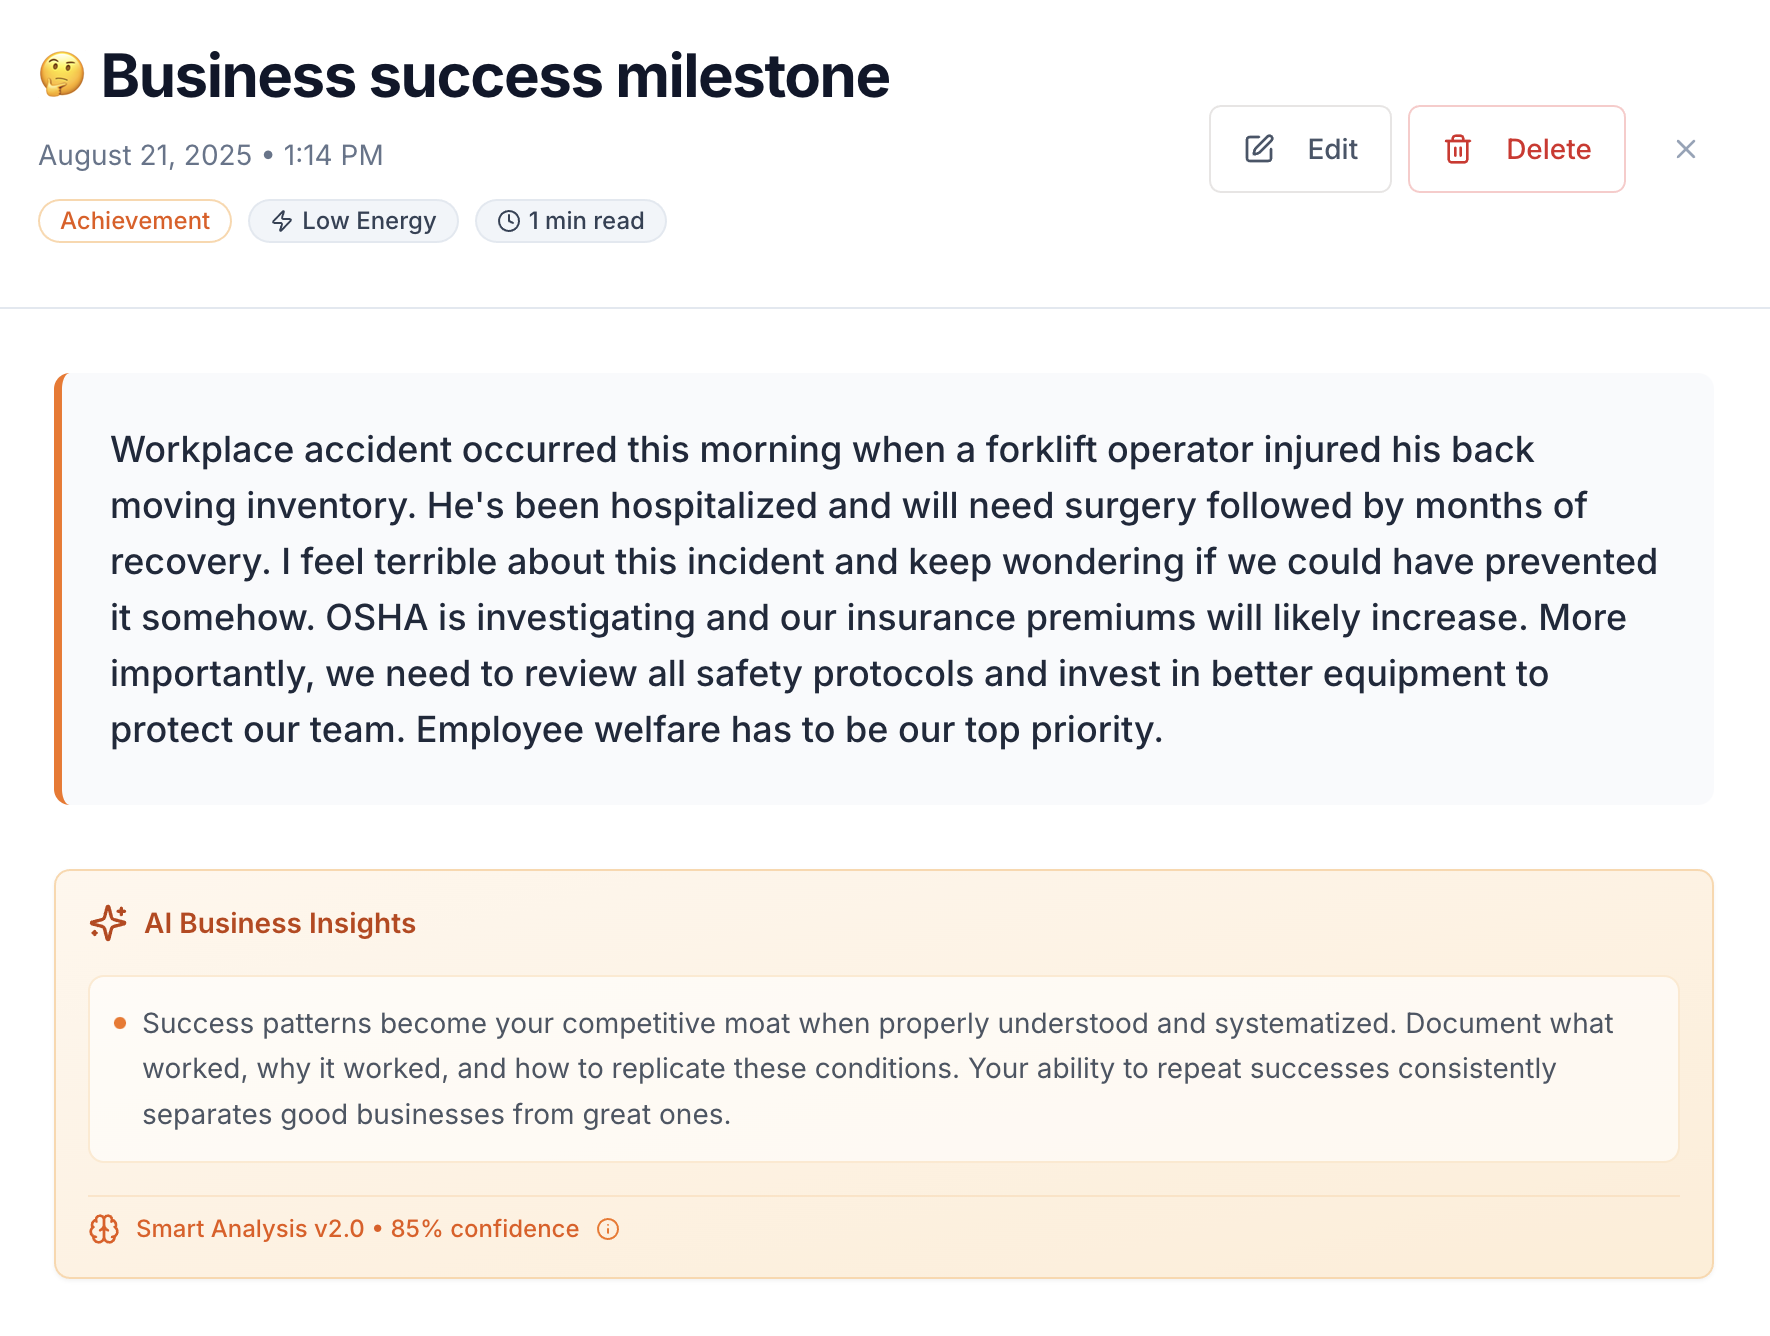 🤔 Business success milestone
August 21, 2025 • 1:14 PM
Edit
Delete
Achievement
Low Energy
1 min read
Workplace accident occurred this morning when a forklift operator injured his back
moving inventory. He's been hospitalized and will need surgery followed by months of
recovery. I feel terrible about this incident and keep wondering if we could have prevented
it somehow. OSHA is investigating and our insurance premiums will likely increase. More
importantly, we need to review all safety protocols and invest in better equipment to
protect our team. Employee welfare has to be our top priority.
AI Business Insights
• Success patterns become your competitive moat when properly understood and systematized. Document what
worked, why it worked, and how to replicate these conditions. Your ability to repeat successes consistently
separates good businesses from great ones.
Smart Analysis v2.0 • 85% confidence